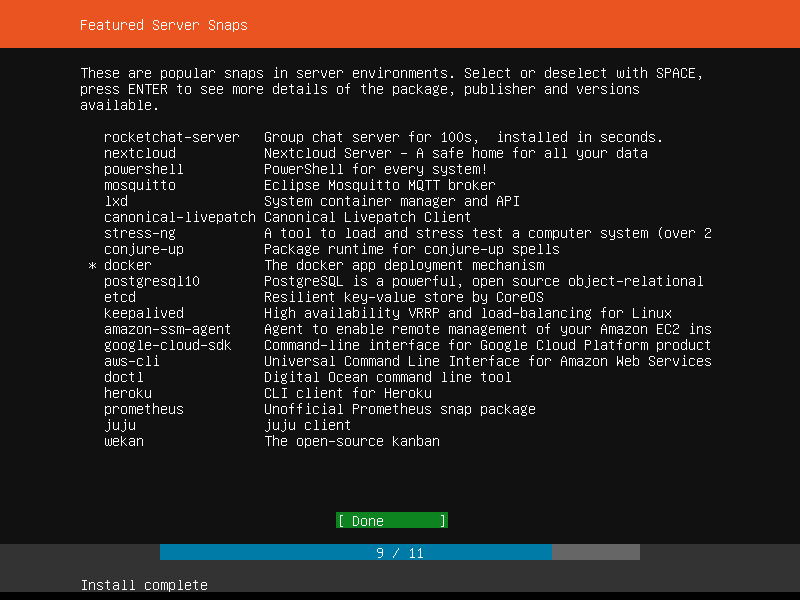 Featured Server Snaps
These are popular snaps in server environments. Select or deselect with SPACE,
press ENTER to see more details of the package, publisher and versions
available.
rocketchat-server Group chat server for 100s,  installed in seconds.
nextcloud Nextcloud Server - A safe home for all your data
powershell PowerShell for every system!
mosquitto Eclipse Mosquitto MQTT broker
lxd System container manager and API
canonical-livepatch Canonical Livepatch Client
stress-ng A tool to load and stress test a computer system (over 2
conjure-up Package runtime for conjure-up spells
* docker The docker app deployment mechanism
postgresql10 PostgreSQL is a powerful, open source object-relational
etcd Resilient key-value store by CoreOS
keepalived High availability VRRP and load-balancing for Linux
amazon-ssm-agent Agent to enable remote management of your Amazon EC2 ins
google-cloud-sdk Command-line interface for Google Cloud Platform product
aws-cli Universal Command Line Interface for Amazon Web Services
doctl Digital Ocean command line tool
heroku CLI client for Heroku
prometheus Unofficial Prometheus snap package
juju juju client
wekan The open-source kanban
[ Done ]
9 / 11
Install complete